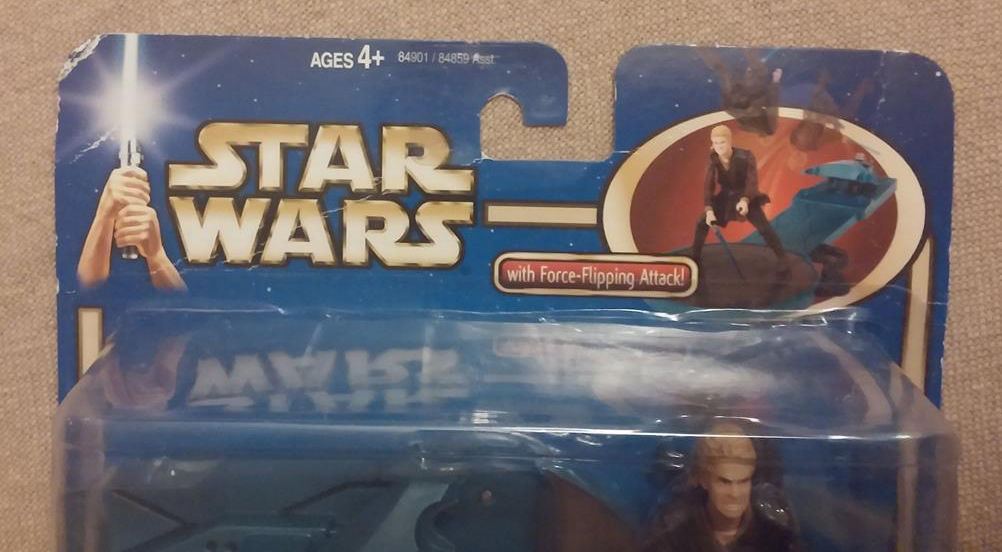 AGES 4+ 84901 / 84859 Asst.
STAR
WARS
with Force-Flipping Attack!